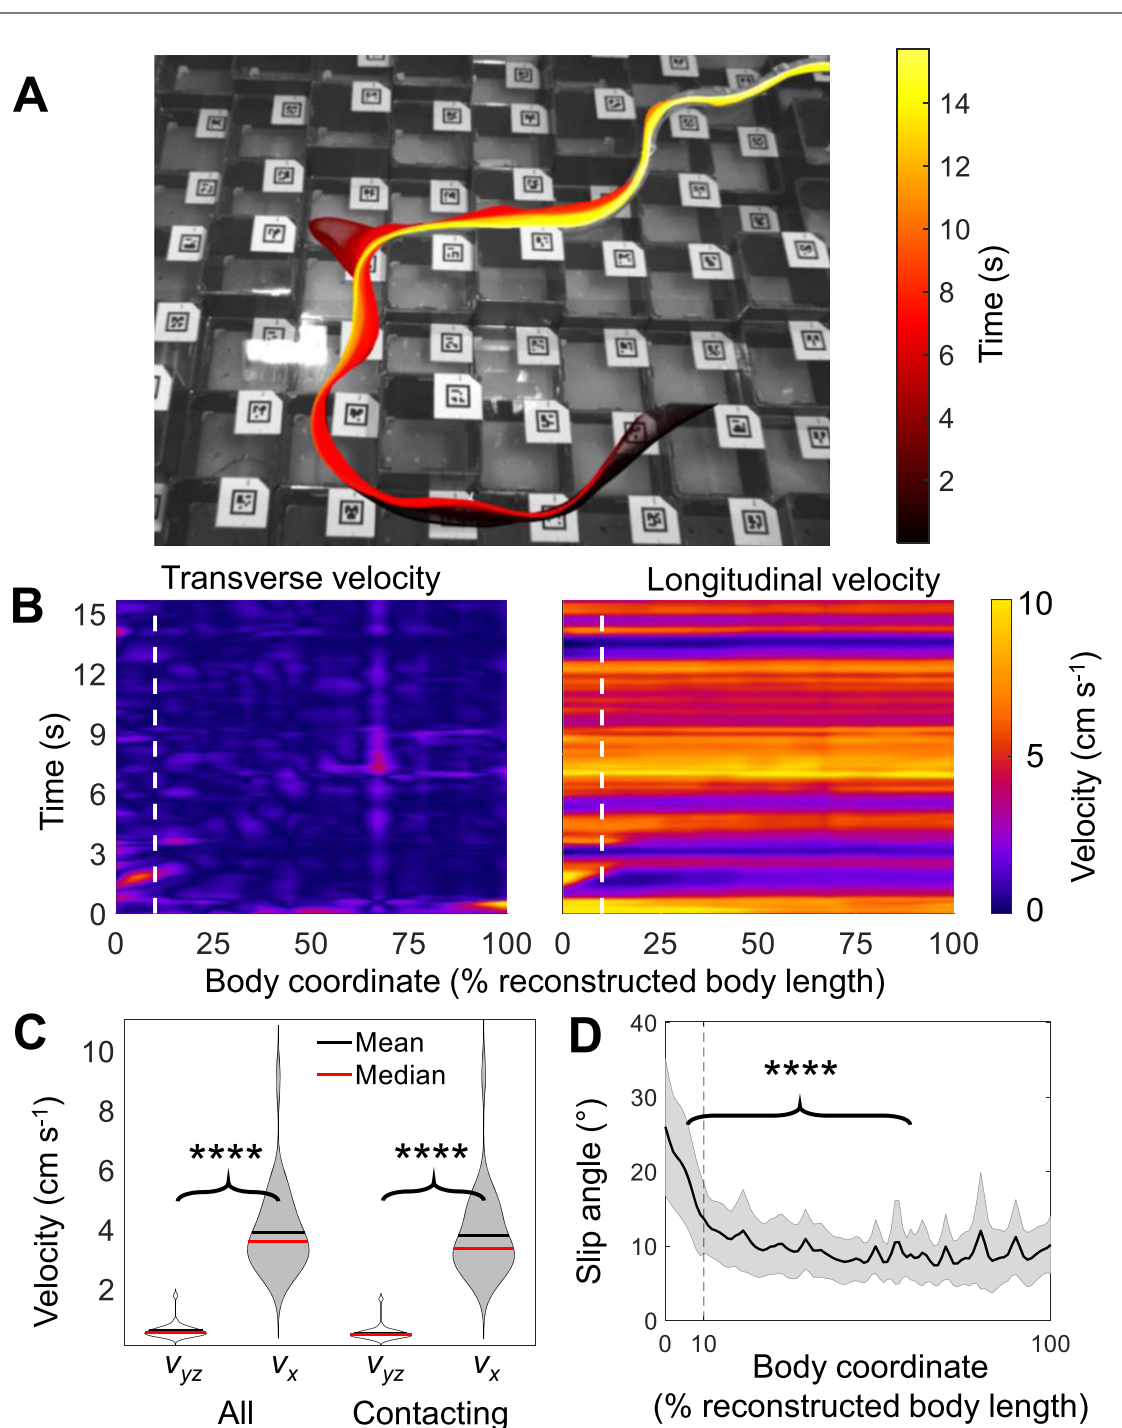 A
14
12
10
8
6
4
2
Time (s)
B
Transverse velocity
Longitudinal velocity
15
12
9
6
3
0
Time (s)
0 25 50 75 100
0 25 50 75 100
10
5
0
Velocity (cm s-1)
Body coordinate (% reconstructed body length)
C
10
8
6
4
2
Velocity (cm s-1)
Mean
Median
****
****
vyz vx vyz vx
All Contacting
D
40
30
20
10
0
Slip angle (°)
****
0 10 100
Body coordinate
(% reconstructed body length)